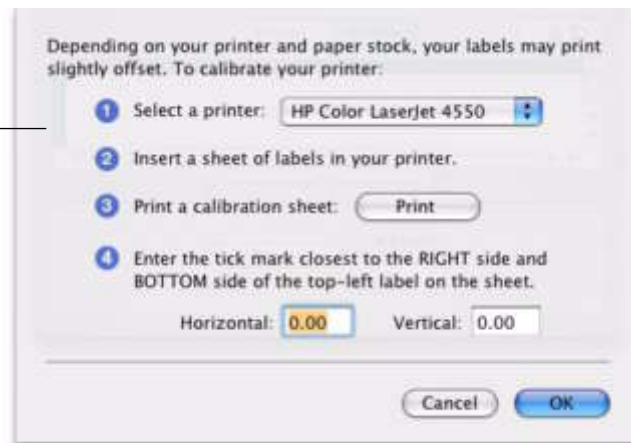 Depending on your printer and paper stock, your labels may print
slightly offset. To calibrate your printer:
1 Select a printer: HP Color LaserJet 4550
2 Insert a sheet of labels in your printer.
3 Print a calibration sheet: Print
4 Enter the tick mark closest to the RIGHT side and
BOTTOM side of the top-left label on the sheet.
Horizontal: 0.00 Vertical: 0.00
Cancel OK